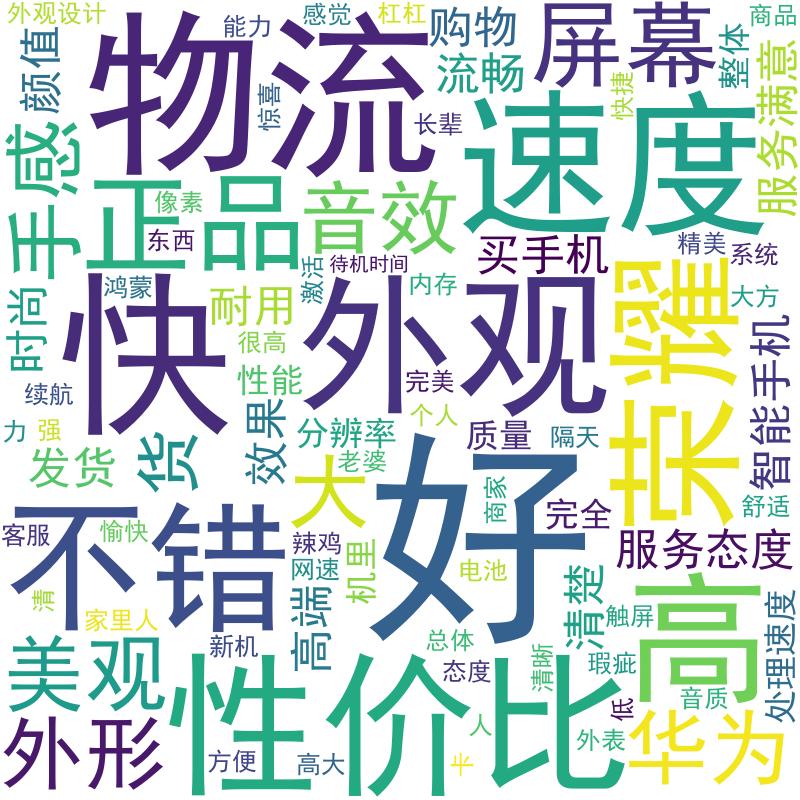 外观设计
能力
感觉
杠杠
购物
屏幕
商品
颜值
物流
惊喜
流畅
长辈
快捷
整体
服务满意
速度
手感
正品
像素
东西
音效
买手机
精美
系统
时尚
鸿蒙
耐用
激活
待机时间
内存
大方
荣耀
快
外观
很高
性能
完美
智能手机
续航
力
强
效果
分辨率
个人
质量
隔天
发货
货
老婆
大
好
商家
完全
舒适
客服
愉快
不错
辣鸡
网速
机里
电池
服务态度
清
家里人
高端
清楚
触屏
高
处理速度
美观
新机
总体
态度
清晰
瑕疵
音质
低
外形
性价比
方便
高大
人
半
外表
华为